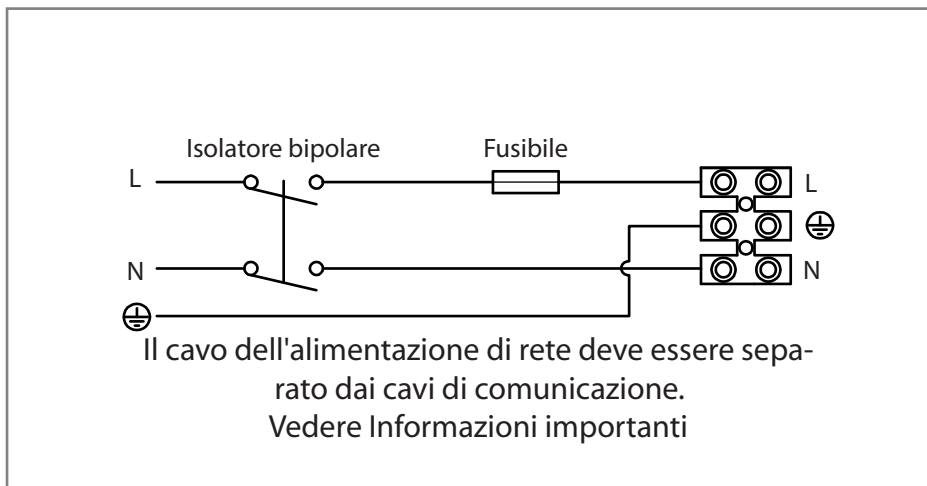 Isolatore bipolare Fusibile
L L
N N
Il cavo dell'alimentazione di rete deve essere sepa-
rato dai cavi di comunicazione.
Vedere Informazioni importanti